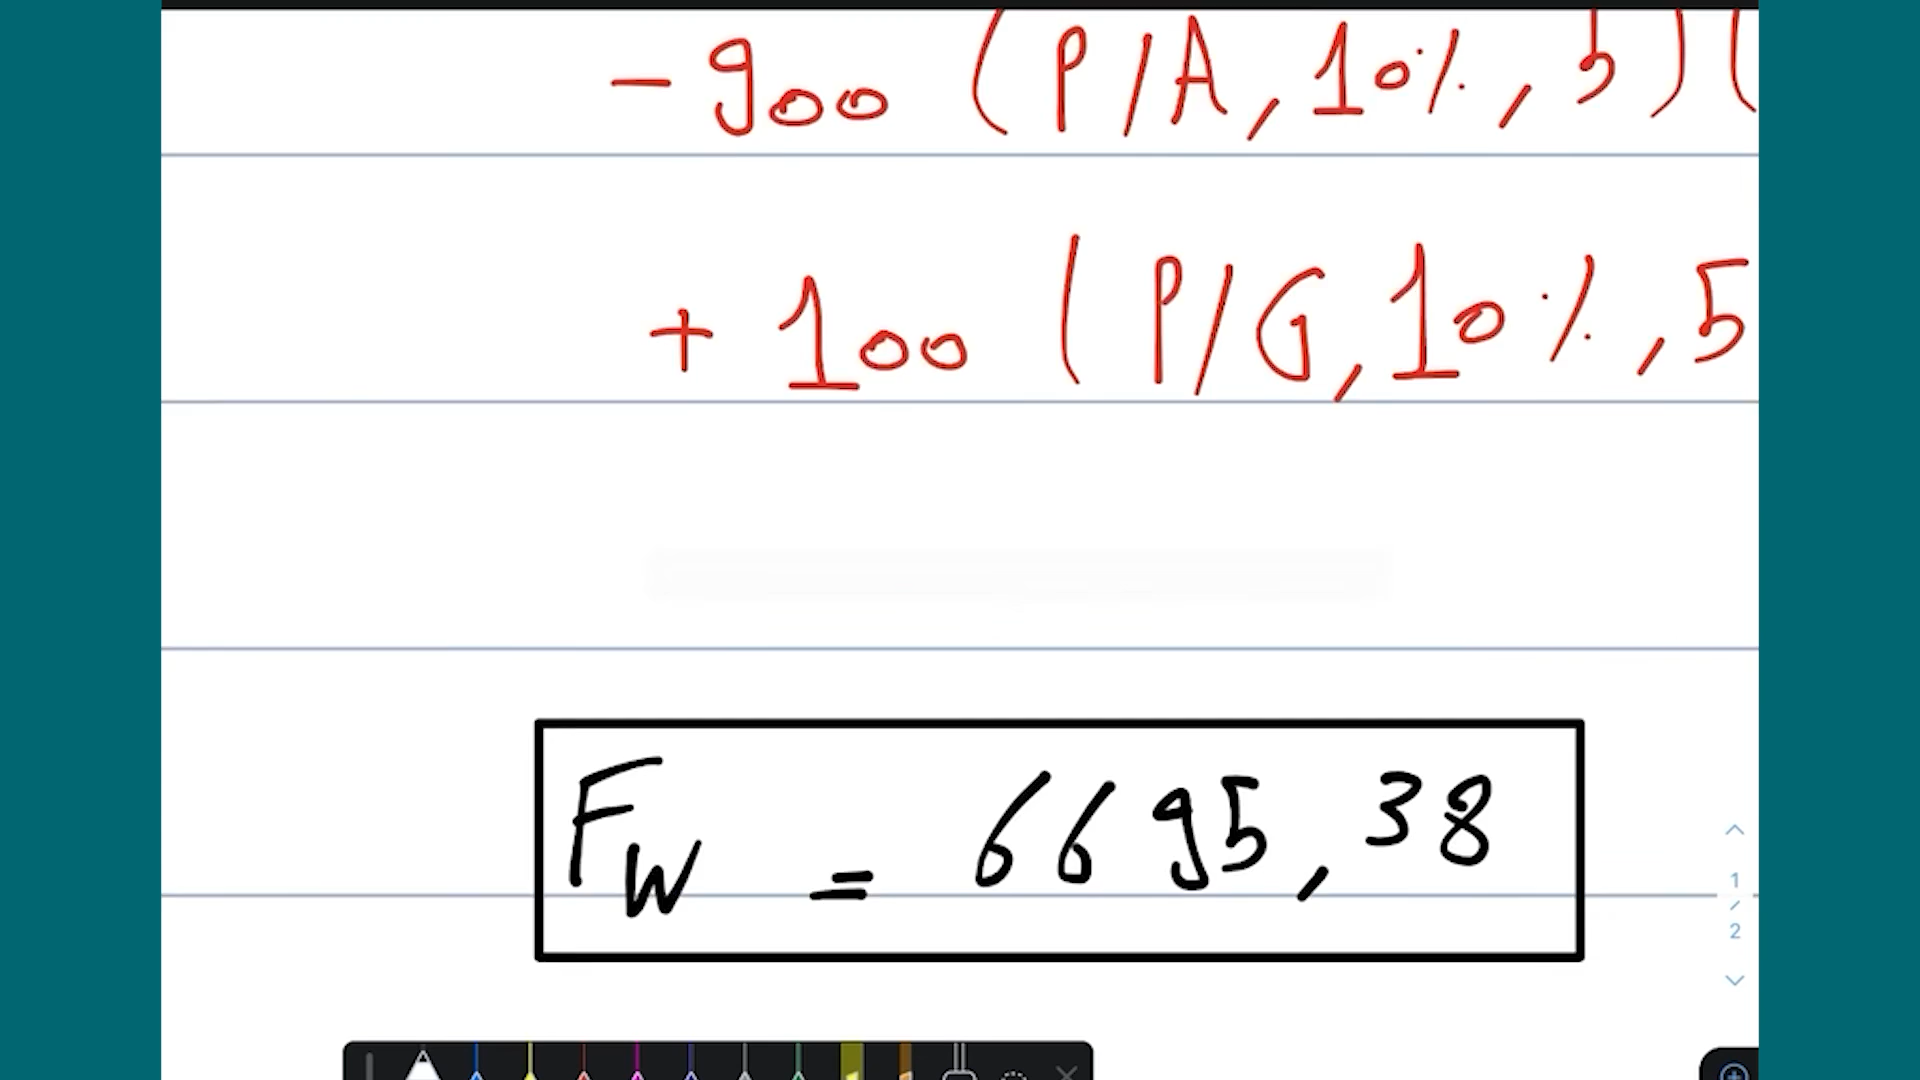 - 900 (P/A, 10%, 5)(
+ 100 (P/G, 10%, 5
FW = 6695,38
1
/
2